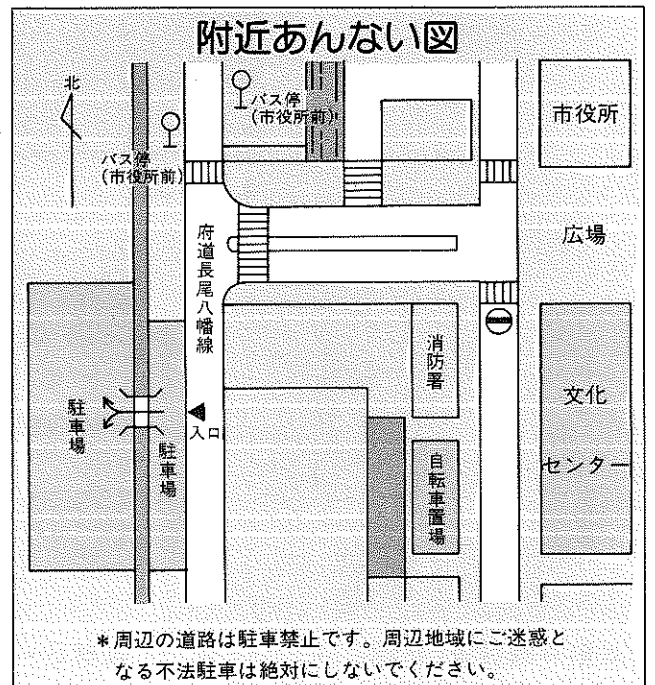 附近あんない図
北
バス停
(市役所前)
バス停
(市役所前)
市役所
広場
府道長尾八幡線
消防署
文化
センター
駐車場
駐車場
入口
自転車置場
＊周辺の道路は駐車禁止です。周辺地域にご迷惑と
なる不法駐車は絶対にしないでください。